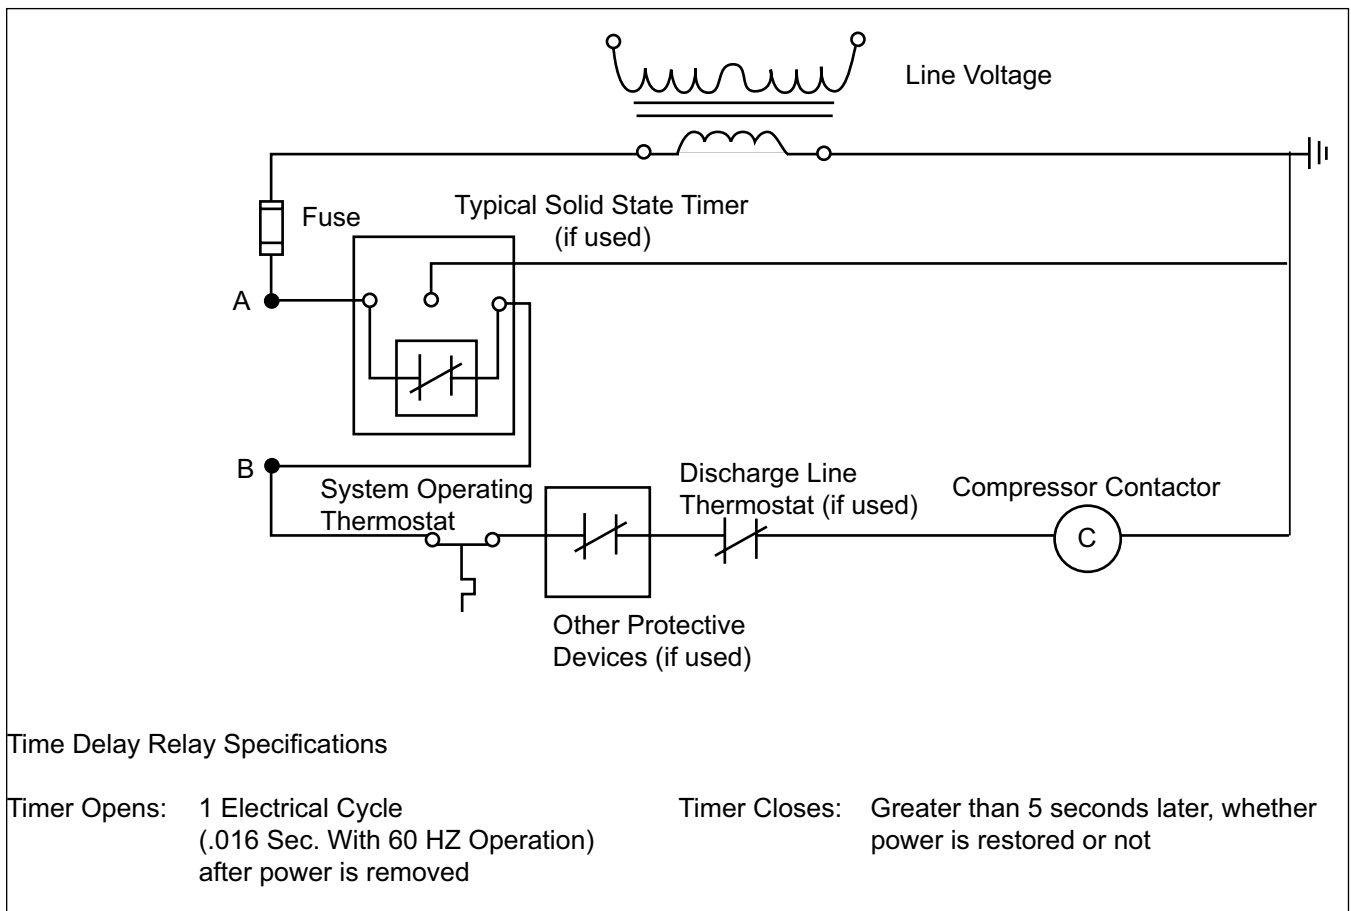 Line Voltage
Fuse
Typical Solid State Timer
(if used)
A
B
System Operating
Thermostat
Discharge Line
Thermostat (if used)
Compressor Contactor
C
Other Protective
Devices (if used)
Time Delay Relay Specifications
Timer Opens: 1 Electrical Cycle
(.016 Sec. With 60 HZ Operation)
after power is removed
Timer Closes: Greater than 5 seconds later, whether
power is restored or not